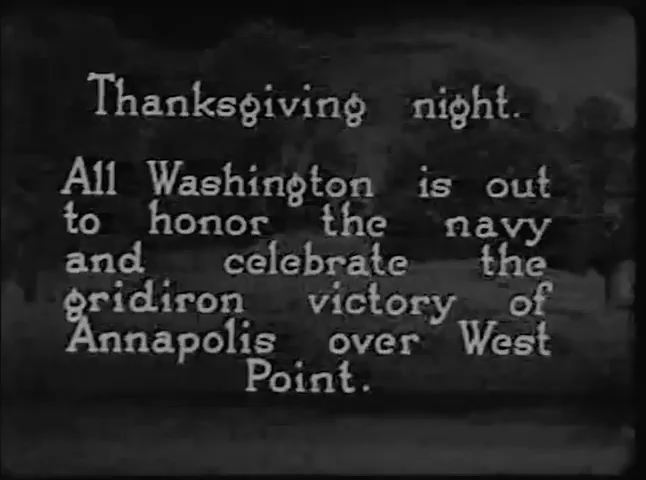 Thanksgiving night.
All Washington is out
to honor the navy
and celebrate the
gridiron victory of
Annapolis over West
Point.